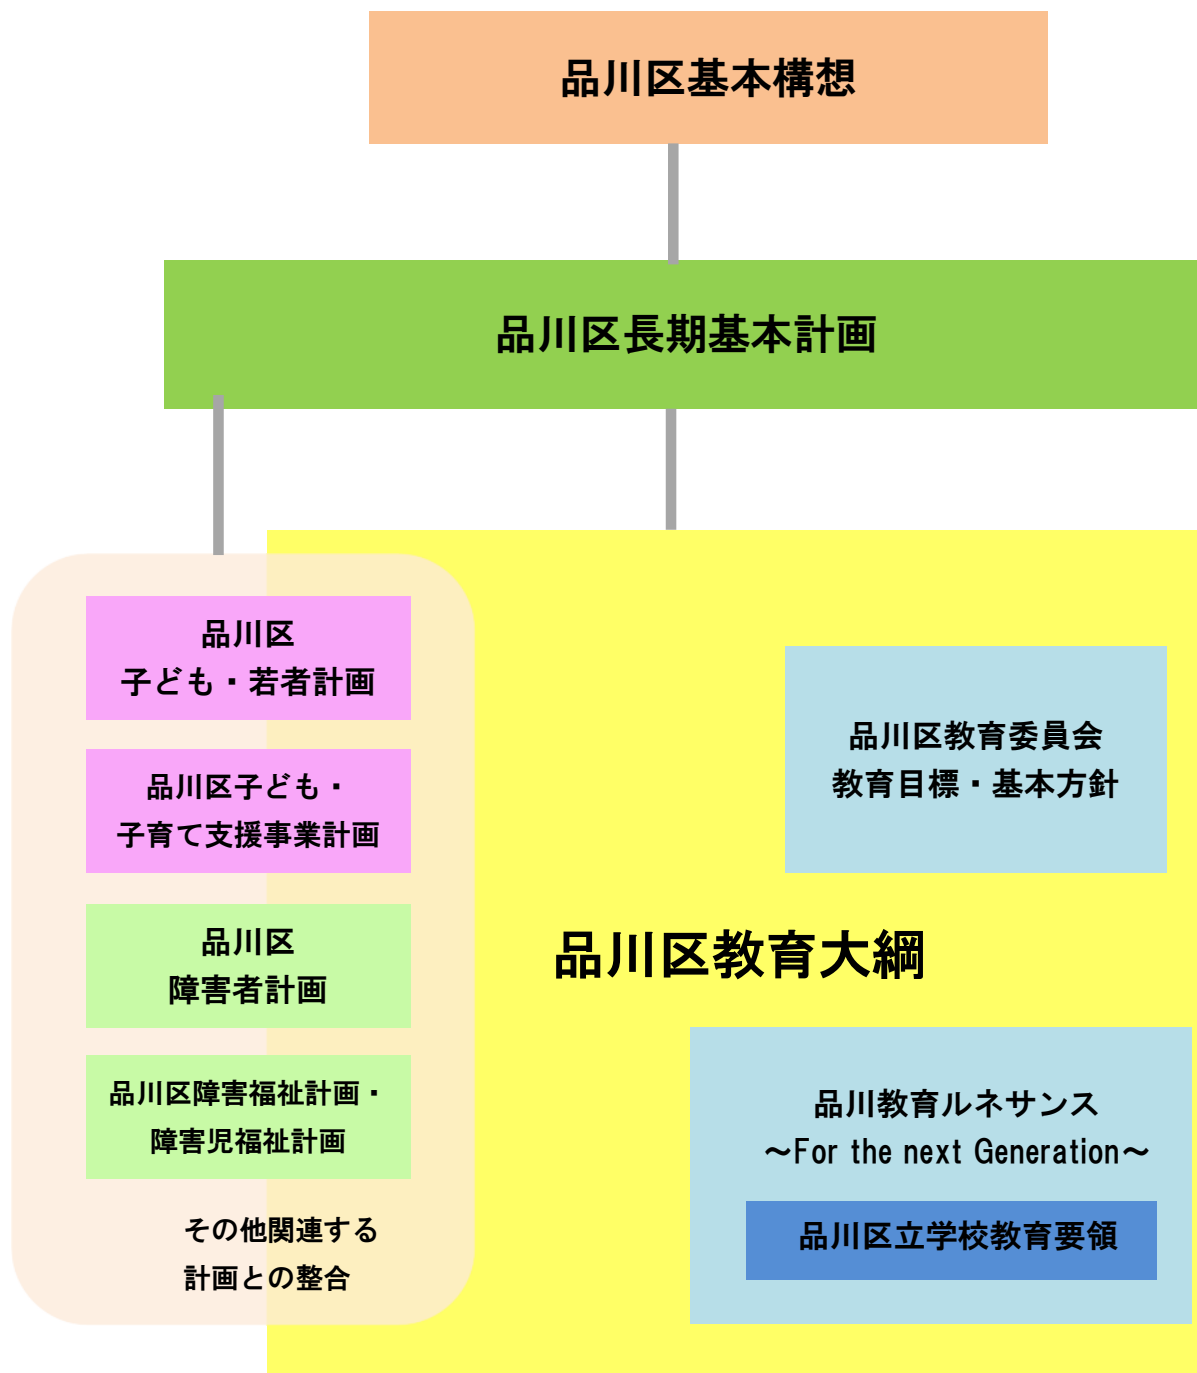 品川区基本構想
品川区長期基本計画
品川区
子ども・若者計画
品川区子ども・
子育て支援事業計画
品川区
障害者計画
品川区障害福祉計画・
障害児福祉計画
その他関連する
計画との整合
品川区教育委員会
教育目標・基本方針
品川区教育大綱
品川教育ルネサンス
～For the next Generation～
品川区立学校教育要領